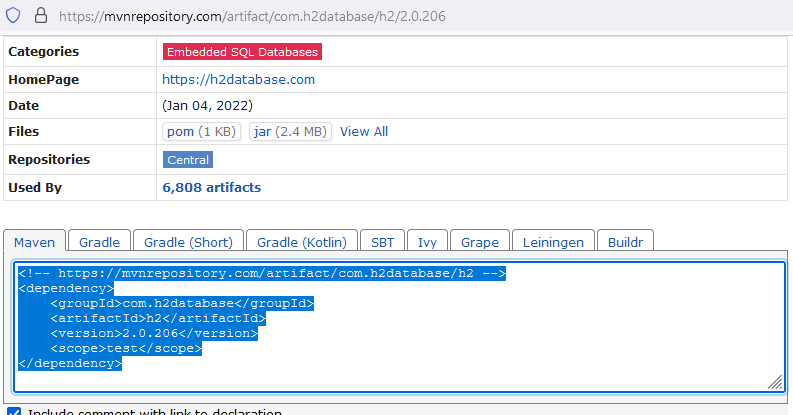 https://mvnrepository.com/artifact/com.h2database/h2/2.0.206
Categories Embedded SQL Databases
HomePage https://h2database.com
Date (Jan 04, 2022)
Files pom (1 KB) jar (2.4 MB) View All
Repositories Central
Used By 6,808 artifacts
Maven Gradle Gradle (Short) Gradle (Kotlin) SBT Ivy Grape Leiningen Buildr
<!-- https://mvnrepository.com/artifact/com.h2database/h2 -->
<dependency>
    <groupId>com.h2database</groupId>
    <artifactId>h2</artifactId>
    <version>2.0.206</version>
    <scope>test</scope>
</dependency>
Include comment with link to declaration